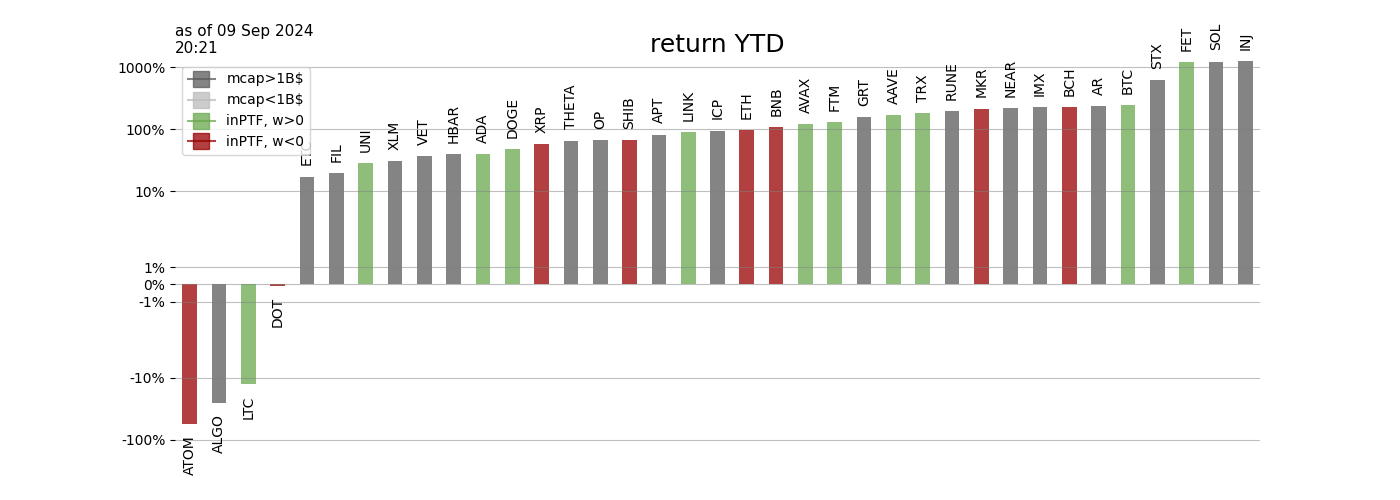 as of 09 Sep 2024
20:21
return YTD
mcap>1B$
mcap<1B$
inPTF, w>0
inPTF, w<0
1000%
100%
10%
1%
0%
-1%
-10%
-100%
ATOM
ALGO
LTC
DOT
ETC
FIL
UNI
XLM
VET
HBAR
ADA
DOGE
XRP
THETA
OP
SHIB
APT
LINK
ICP
ETH
BNB
AVAX
FTM
GRT
AAVE
TRX
RUNE
MKR
NEAR
IMX
BCH
AR
BTC
STX
FET
SOL
INJ